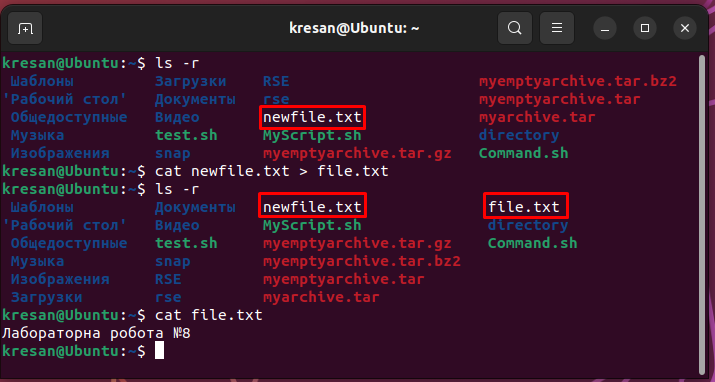 kresan@Ubuntu: ~
kresan@Ubuntu:~$ ls -r
Шаблоны Загрузки RSE myemptyarchive.tar.bz2
'Рабочий стол' Документы rse myemptyarchive.tar
Общедоступные Видео newfile.txt myarchive.tar
Музыка test.sh MyScript.sh directory
Изображения snap myemptyarchive.tar.gz Command.sh
kresan@Ubuntu:~$ cat newfile.txt > file.txt
kresan@Ubuntu:~$ ls -r
Шаблоны Документы newfile.txt file.txt
'Рабочий стол' Видео MyScript.sh directory
Общедоступные test.sh myemptyarchive.tar.gz Command.sh
Музыка snap myemptyarchive.tar.bz2
Изображения RSE myemptyarchive.tar
Загрузки rse myarchive.tar
kresan@Ubuntu:~$ cat file.txt
Лабораторна робота №8
kresan@Ubuntu:~$